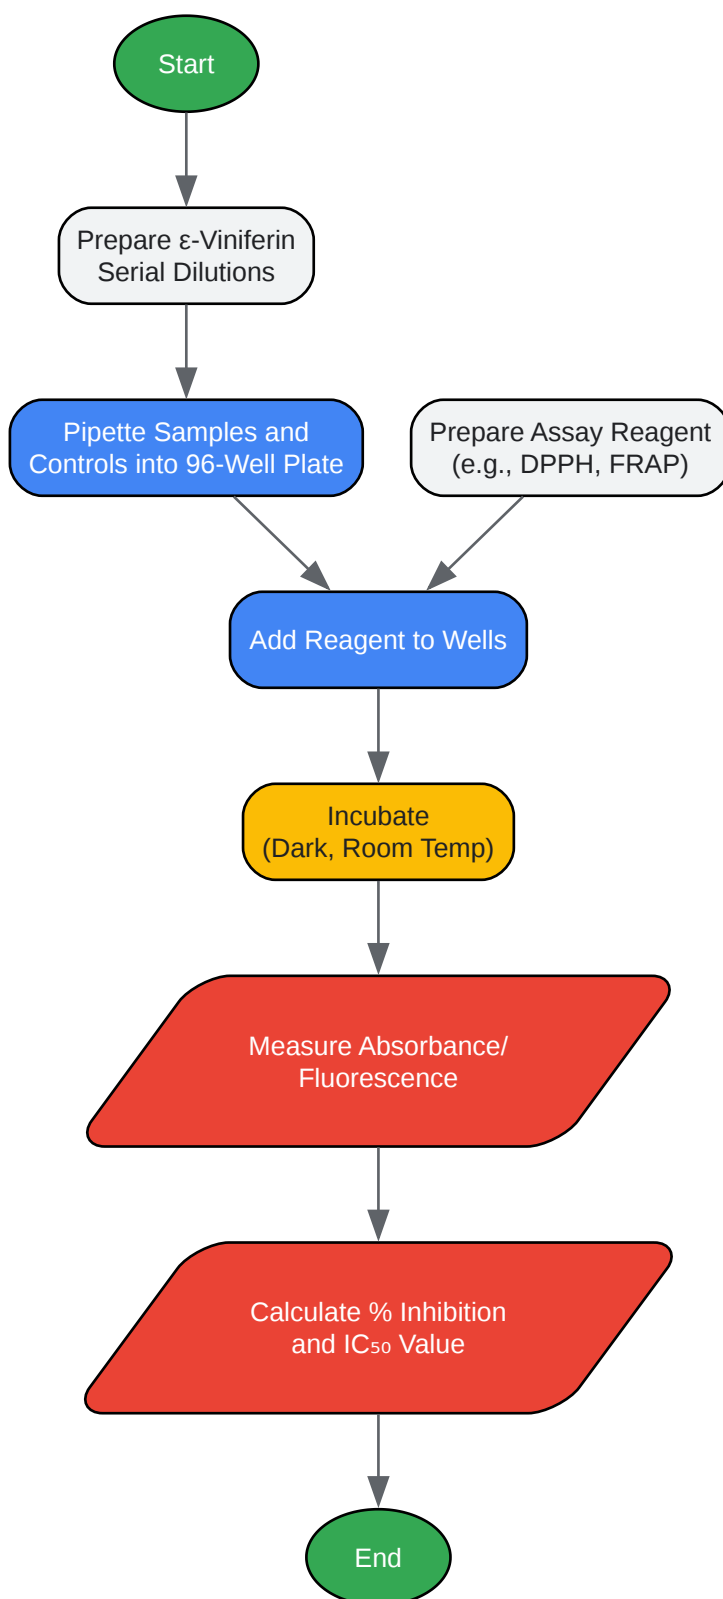 Start
Prepare ε-Viniferin
Serial Dilutions
Pipette Samples and
Controls into 96-Well Plate
Prepare Assay Reagent
(e.g., DPPH, FRAP)
Add Reagent to Wells
Incubate
(Dark, Room Temp)
Measure Absorbance/
Fluorescence
Calculate % Inhibition
and IC₅₀ Value
End